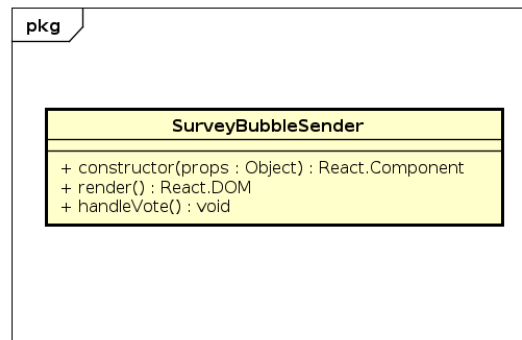 pkg
SurveyBubbleSender
+ constructor(props : Object) : React.Component
+ render() : React.DOM
+ handleVote() : void